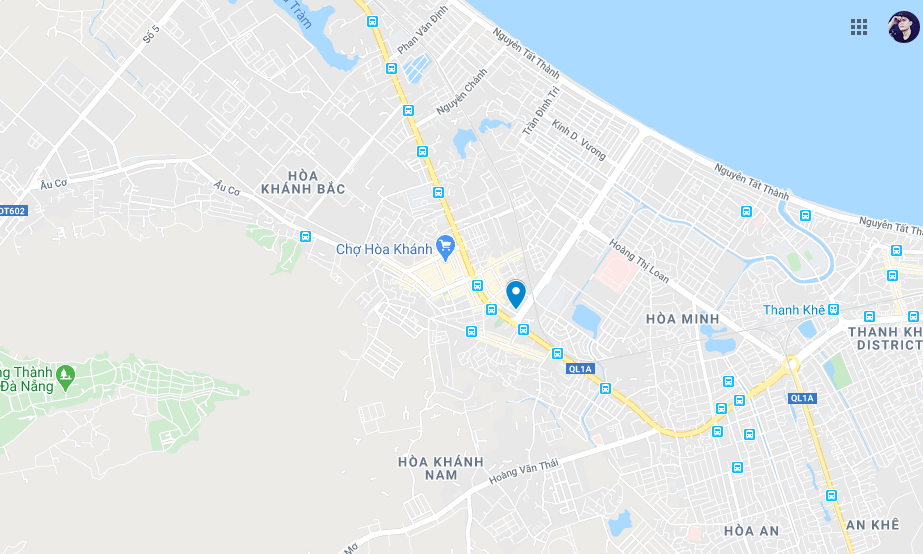 Tràm
Số 5
Phan Văn Định
Nguyễn Tất Thành
Nguyễn Chánh
Trần Đình Tri
Kinh D. Vương
Nguyễn Tất Thành
HÒA
KHÁNH BẮC
Âu Cơ
Âu Cơ
DT602
Nguyễn Tất Thà
Chợ Hòa Khánh
Hoàng Thị Loan
Thanh Khê
HÒA MINH
THANH KH
DISTRICT
QL1A
ng Thành
Đà Nẵng
QL1A
HÒA KHÁNH
NAM
Hoàng Văn Thái
AN KHÊ
HÒA AN
Mơ